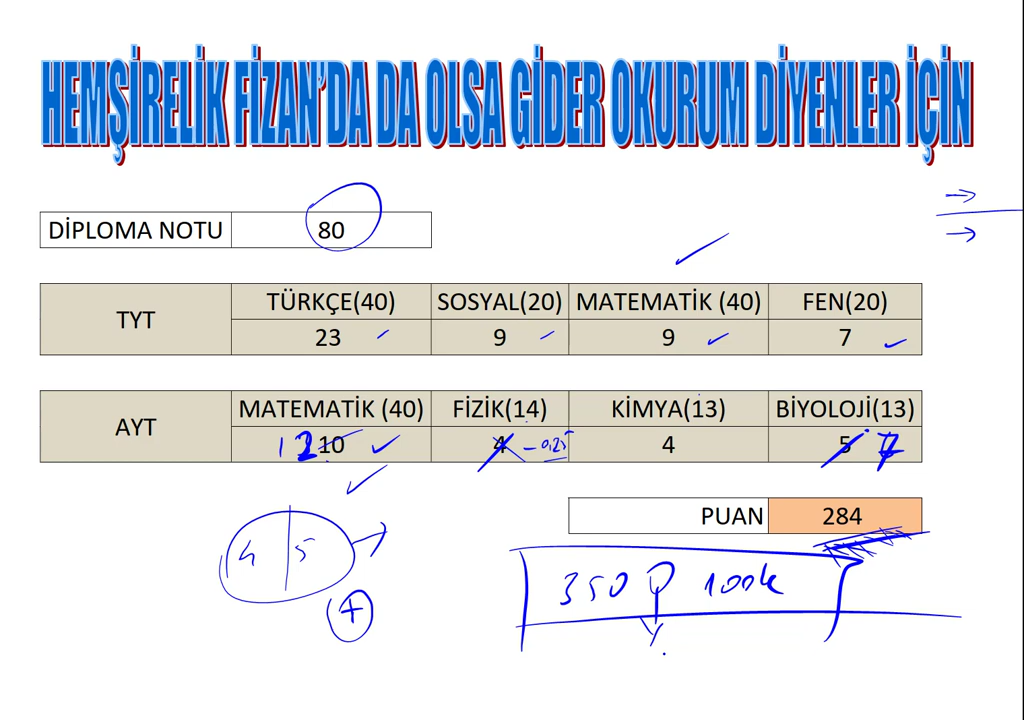 HEMŞİRELİK FİZAN'DA DA OLSA GİDER OKURUM DİYENLER İÇİN
DİPLOMA NOTU 80
TYT TÜRKÇE(40) SOSYAL(20) MATEMATİK (40) FEN(20)
23 9 9 7
AYT MATEMATİK (40) FİZİK(14) KİMYA(13) BİYOLOJİ(13)
12 10 4 -0,25 4 5 7
PUAN 284
4 5
350 100k
+